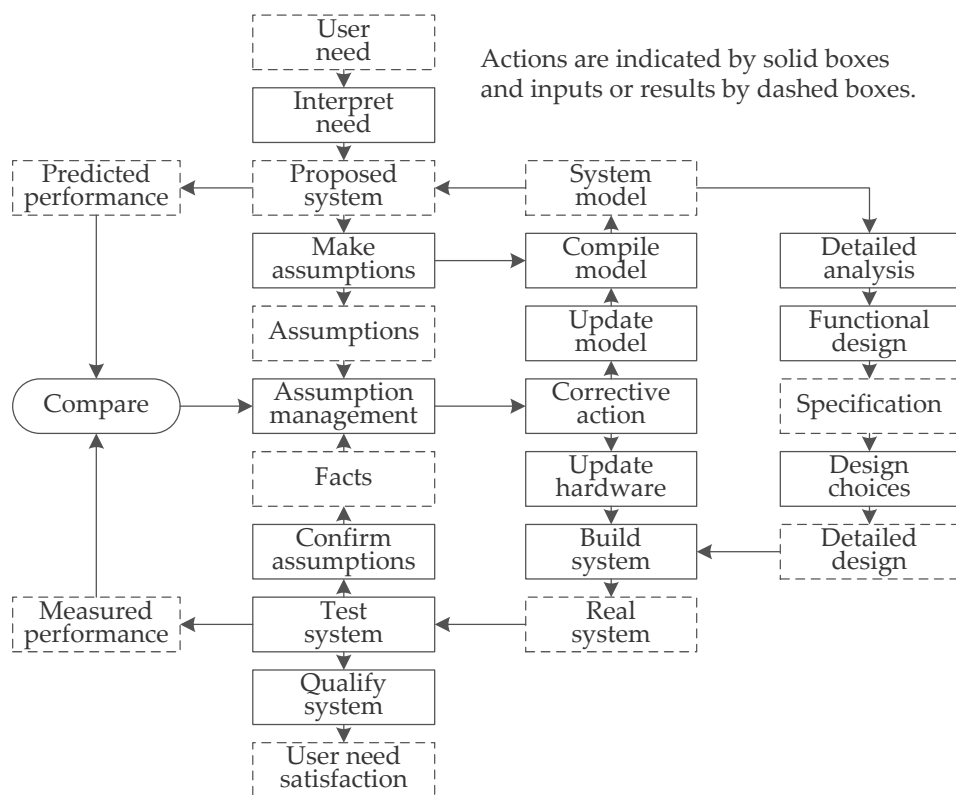 User
need
Actions are indicated by solid boxes
and inputs or results by dashed boxes.
Interpret
need
Predicted
performance
Proposed
system
System
model
Make
assumptions
Compile
model
Detailed
analysis
Assumptions
Update
model
Functional
design
Compare
Assumption
management
Corrective
action
Specification
Facts
Update
hardware
Design
choices
Confirm
assumptions
Build
system
Detailed
design
Measured
performance
Test
system
Real
system
Qualify
system
User need
satisfaction